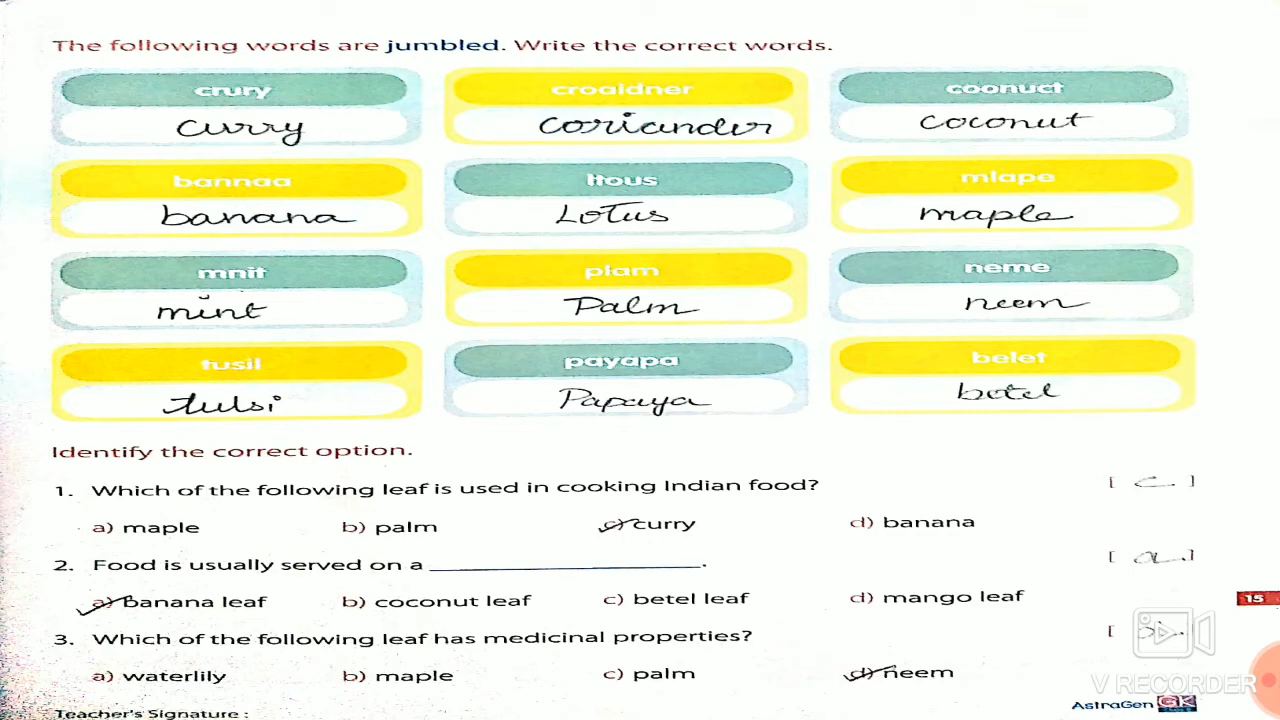 The following words are jumbled. Write the correct words.
crury croaldner coonuct
curry coriander coconut
bannaa ltous mlape
banana Lotus maple
mnit plam neme
mint Palm neem
tusil payapa belet
tulsi Papaya betel
Identify the correct option.
1. Which of the following leaf is used in cooking Indian food? [ c. ]
a) maple b) palm c) curry d) banana
2. Food is usually served on a ____________. [ a. ]
a) banana leaf b) coconut leaf c) betel leaf d) mango leaf
15
3. Which of the following leaf has medicinal properties? [ ]
a) waterlily b) maple c) palm d) neem
V RECORDER
AstraGen GK
Teacher's Signature :